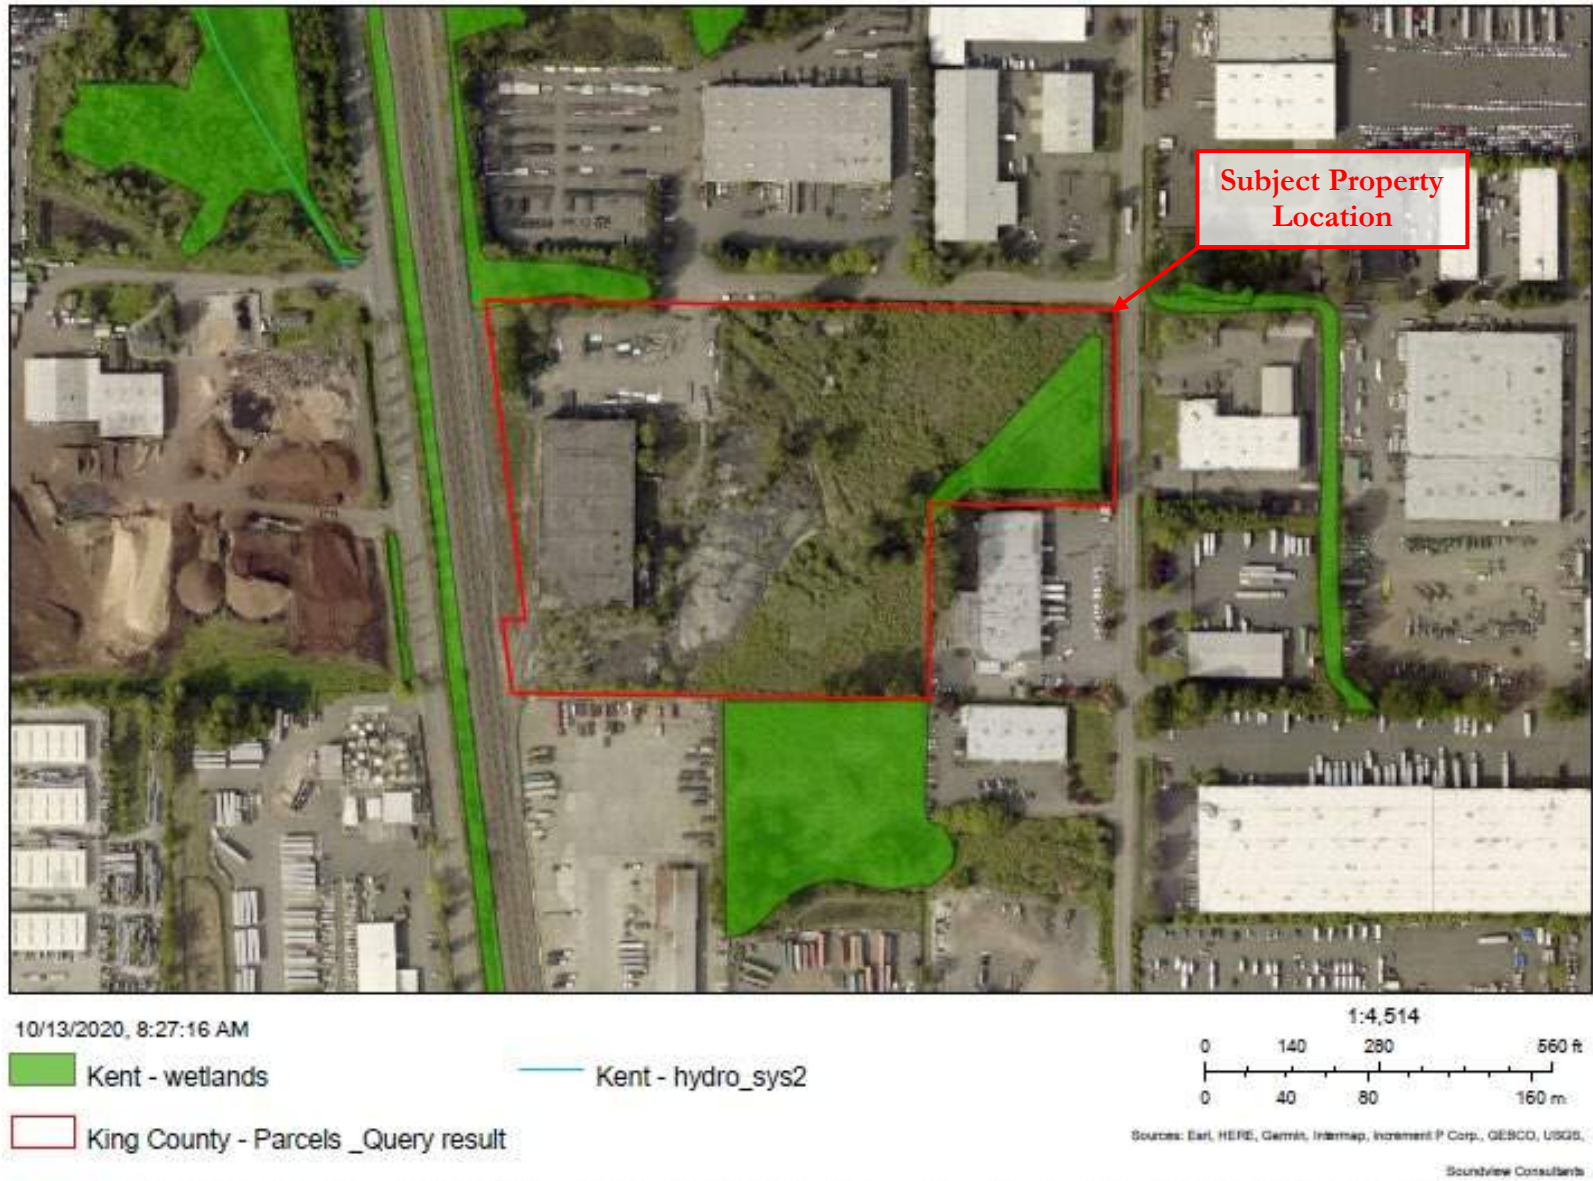 Subject Property
Location
10/13/2020, 8:27:16 AM
Kent - wetlands
Kent - hydro_sys2
King County - Parcels _Query result
1:4,514
0 140 280 560 ft
0 40 80 160 m
Sources: Esri, HERE, Garmin, Intermap, increment P Corp., GEBCO, USGS,
Soundview Consultants